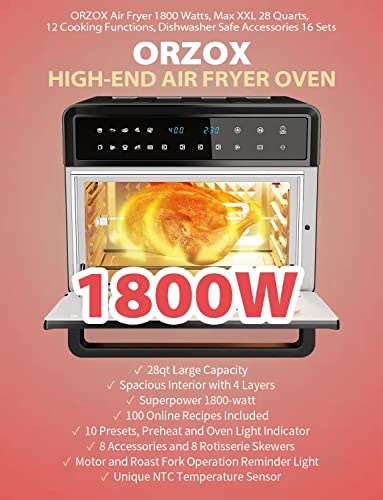 ORZOX Air Fryer 1800 Watts, Max XXL 28 Quarts,
12 Cooking Functions, Dishwasher Safe Accessories 16 Sets
ORZOX
HIGH-END AIR FRYER OVEN
400 230
1800W
✓ 28qt Large Capacity
✓ Spacious Interior with 4 Layers
✓ Superpower 1800-watt
✓ 100 Online Recipes Included
✓ 10 Presets, Preheat and Oven Light Indicator
✓ 8 Accessories and 8 Rotisserie Skewers
✓ Motor and Roast Fork Operation Reminder Light
✓ Unique NTC Temperature Sensor